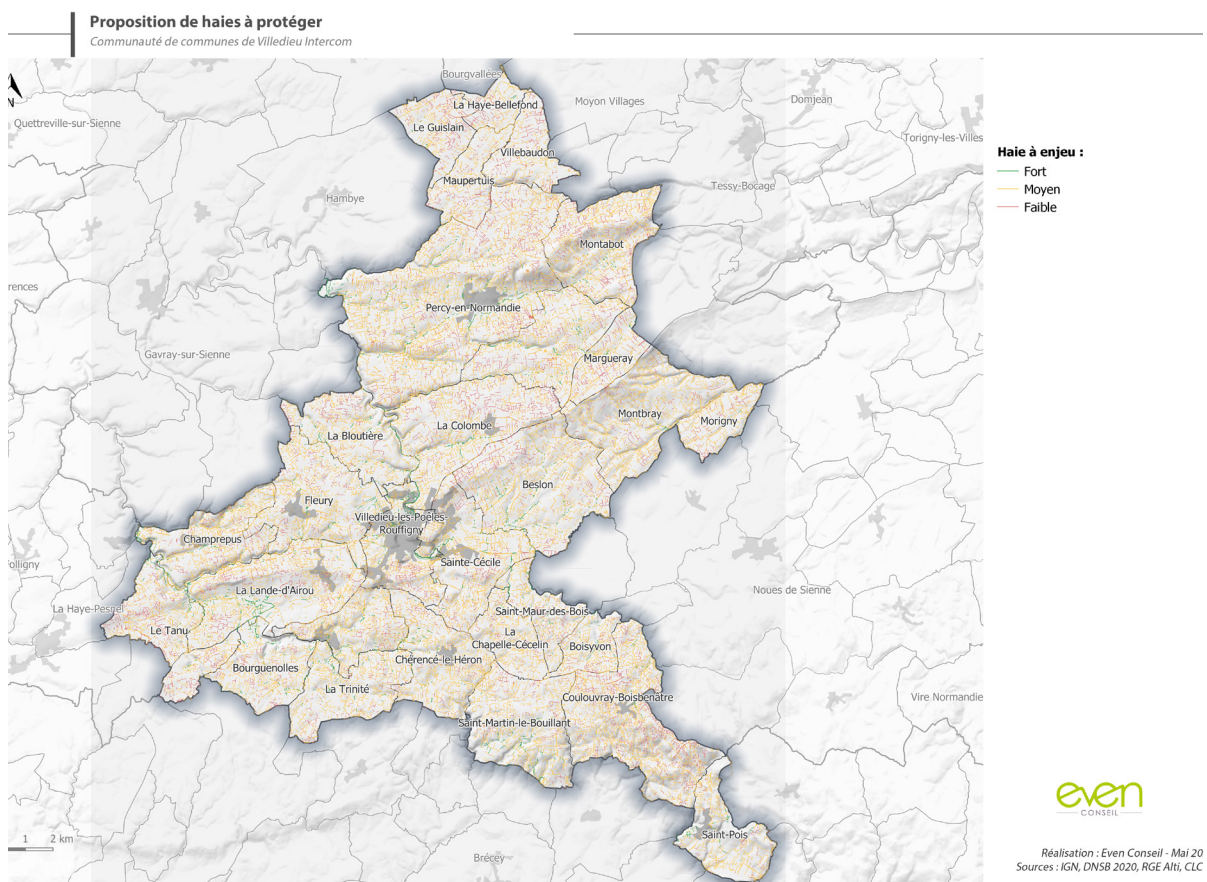 Proposition de haies à protéger
Communauté de communes de Villedieu Intercom
N
Bourgvallées
La Haye-Bellefond
Moyon Villages
Domjean
Quettreville-sur-Sienne
Le Guislain
Torigny-les-Villes
Villebaudon
Maupertuis
Tessy-Bocage
Hambye
Montabot
rences
Percy-en-Normandie
Gavray-sur-Sienne
Margueray
Montbray
Morigny
La Colombe
La Bloutière
Beslon
Fleury
Villedieu-les-Poêles-
Rouffigny
Champrepus
Sainte-Cécile
folligny
La Lande-d'Airou
Noues de Sienne
La Haye-Pesnel
Saint-Maur-des-Bois
Le Tanu
La
Chapelle-Cécelin
Boisyvon
Chérencé-le-Héron
Bourguenolles
La Trinité
Coulouvray-Boisbenâtre
Vire Normandie
Saint-Martin-le-Bouillant
Saint-Pois
Brécey
1 2 km
Haie à enjeu :
Fort
Moyen
Faible
even
CONSEIL
Réalisation : Even Conseil - Mai 20
Sources : IGN, DNSB 2020, RGE Alti, CLC